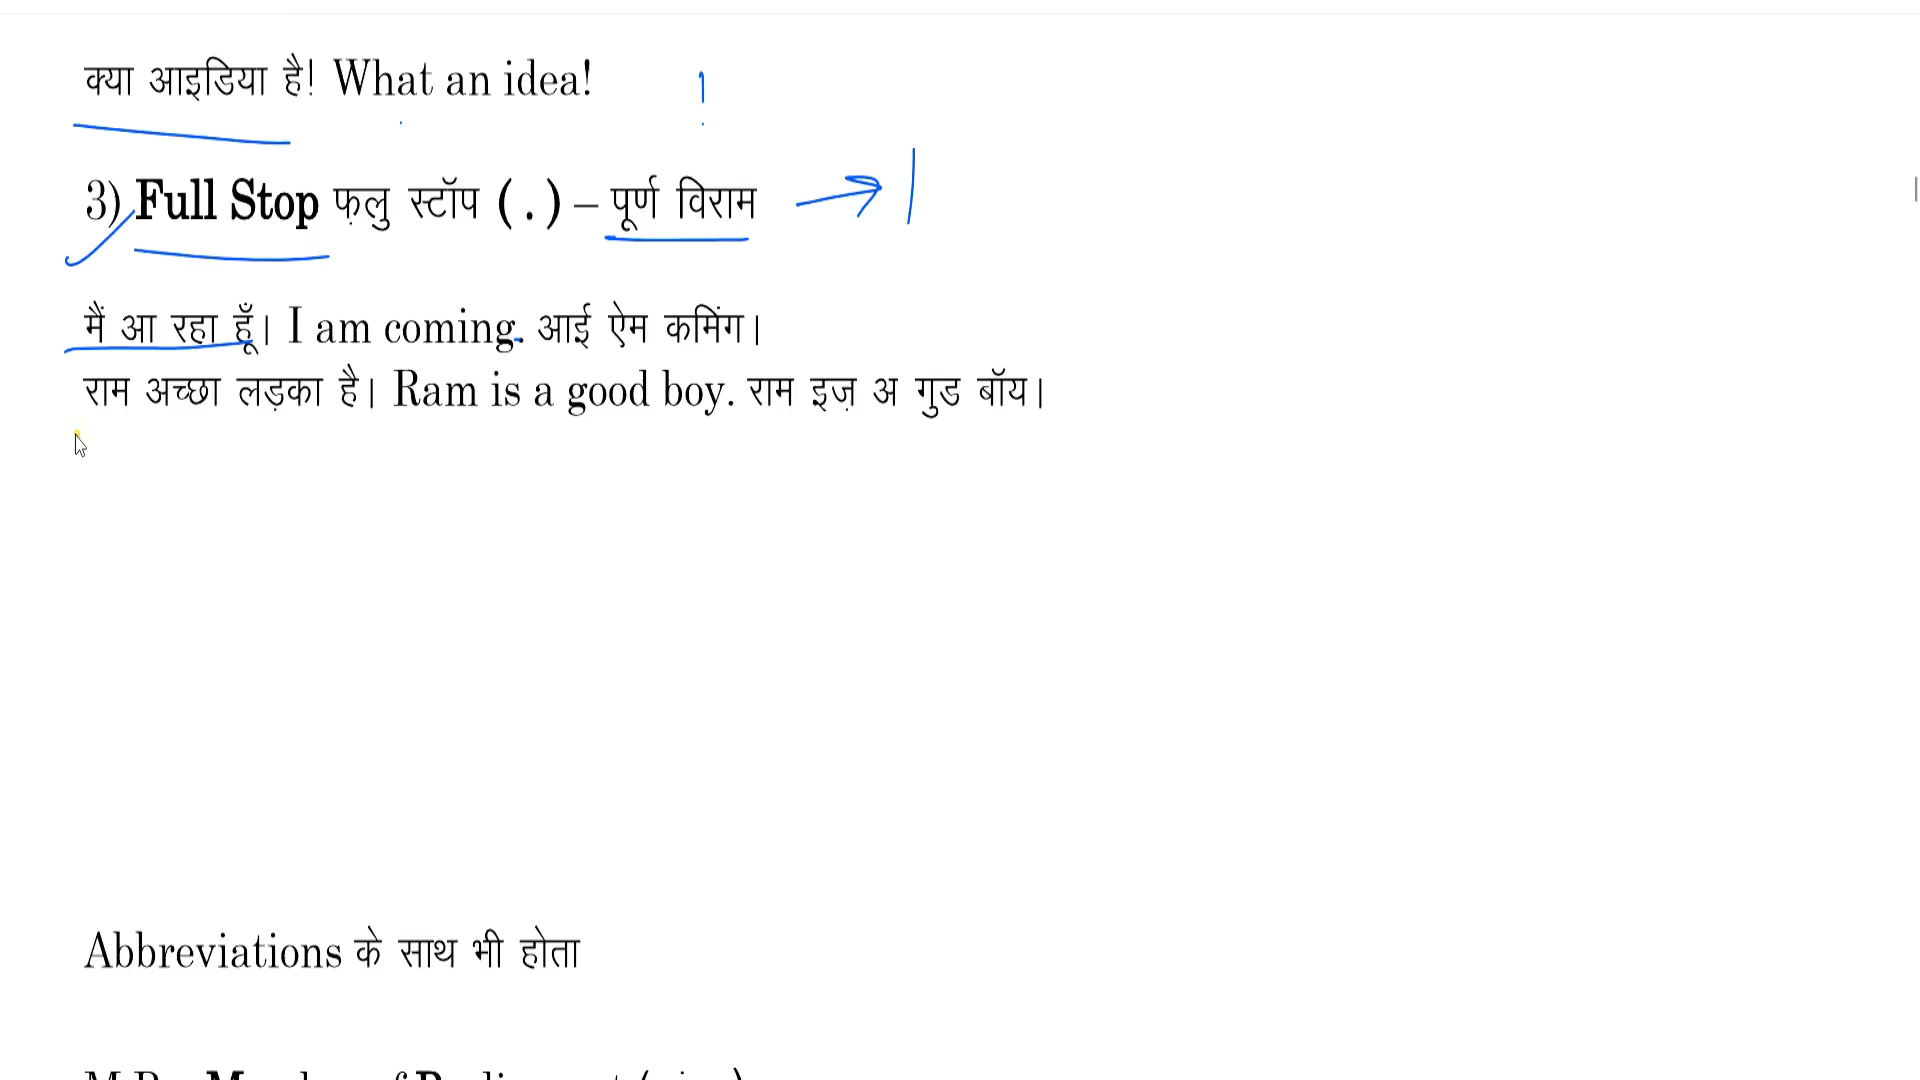 क्या आइडिया है! What an idea! !
3) Full Stop फ़लु स्टॉप (.) – पूर्ण विराम → |
मैं आ रहा हूँ। I am coming. आई ऐम कमिंग।
राम अच्छा लड़का है। Ram is a good boy. राम इज़ अ गुड बॉय।
Abbreviations के साथ भी होता